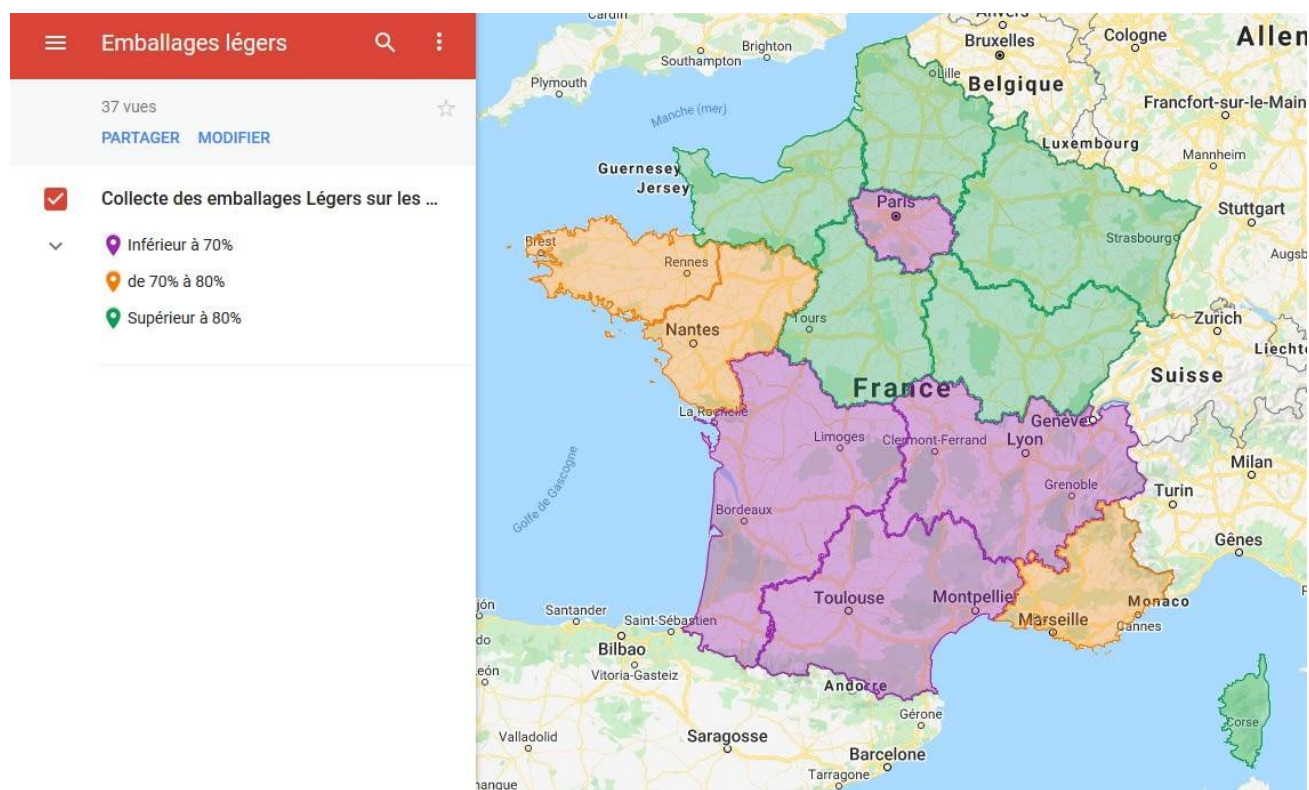 Emballages légers
37 vues
PARTAGER MODIFIER
Collecte des emballages Légers sur les ...
Inférieur à 70%
de 70% à 80%
Supérieur à 80%
Brighton
Southampton
Plymouth
Manche (mer)
Guernesey
Jersey
Bruxelles
Cologne
Lille
Belgique
Francfort-sur-le-Main
Luxembourg
Mannheim
Paris
Stuttgart
Strasbourg
Brest
Rennes
Tours
Nantes
Zurich
Suisse
France
La Rochelle
Genève
Limoges
Clermont-Ferrand
Lyon
Milan
Golfe de Gascogne
Grenoble
Turin
Bordeaux
Gênes
Toulouse
Montpellier
Monaco
Marseille
Cannes
Santander
Saint-Sébastien
Bilbao
Vitoria-Gasteiz
Andorre
Gérone
Corse
Valladolid
Saragosse
Barcelone
Tarragone